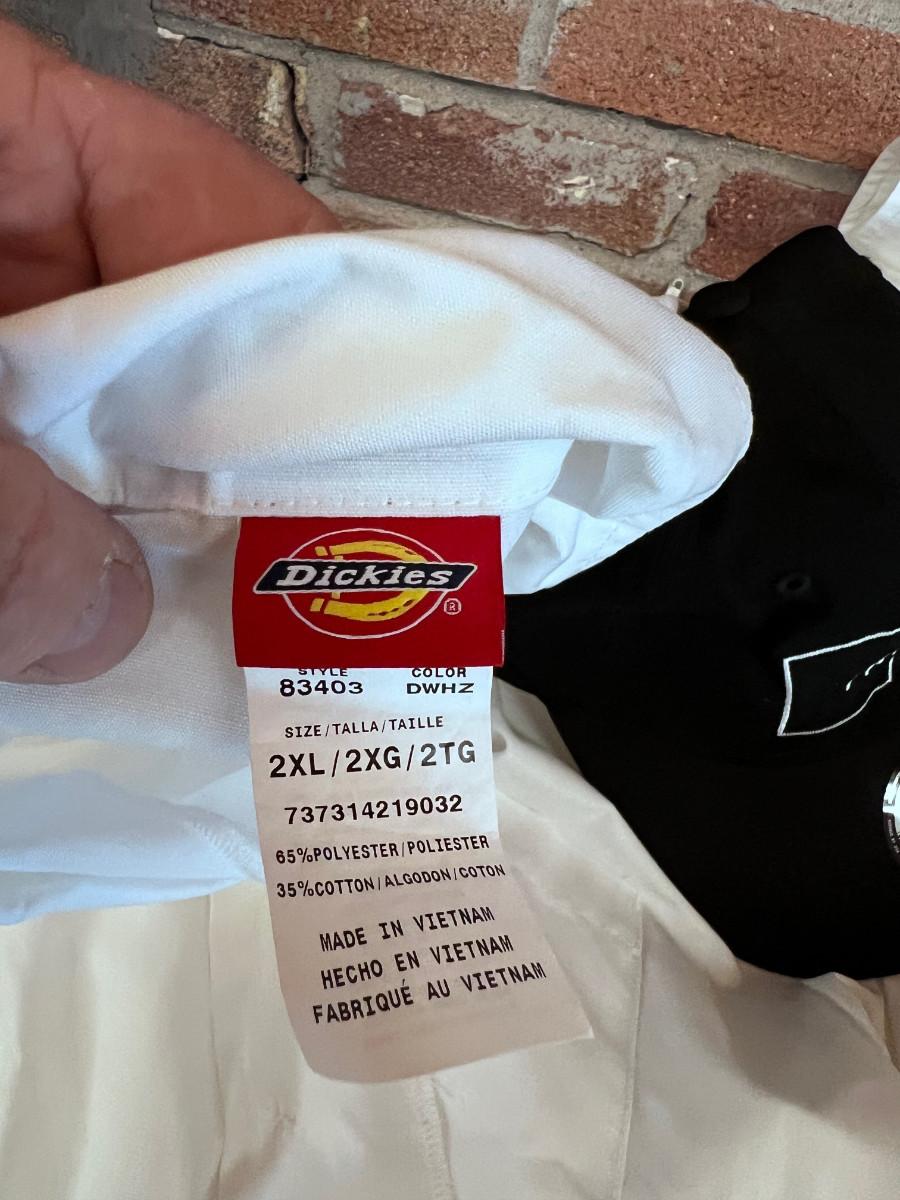 Dickies
®
STYLE COLOR
83403 DWHZ
SIZE/TALLA/TAILLE
2XL/2XG/2TG
737314219032
65%POLYESTER/POLIESTER
35%COTTON/ALGODON/COTON
MADE IN VIETNAM
HECHO EN VIETNAM
FABRIQUÉ AU VIETNAM